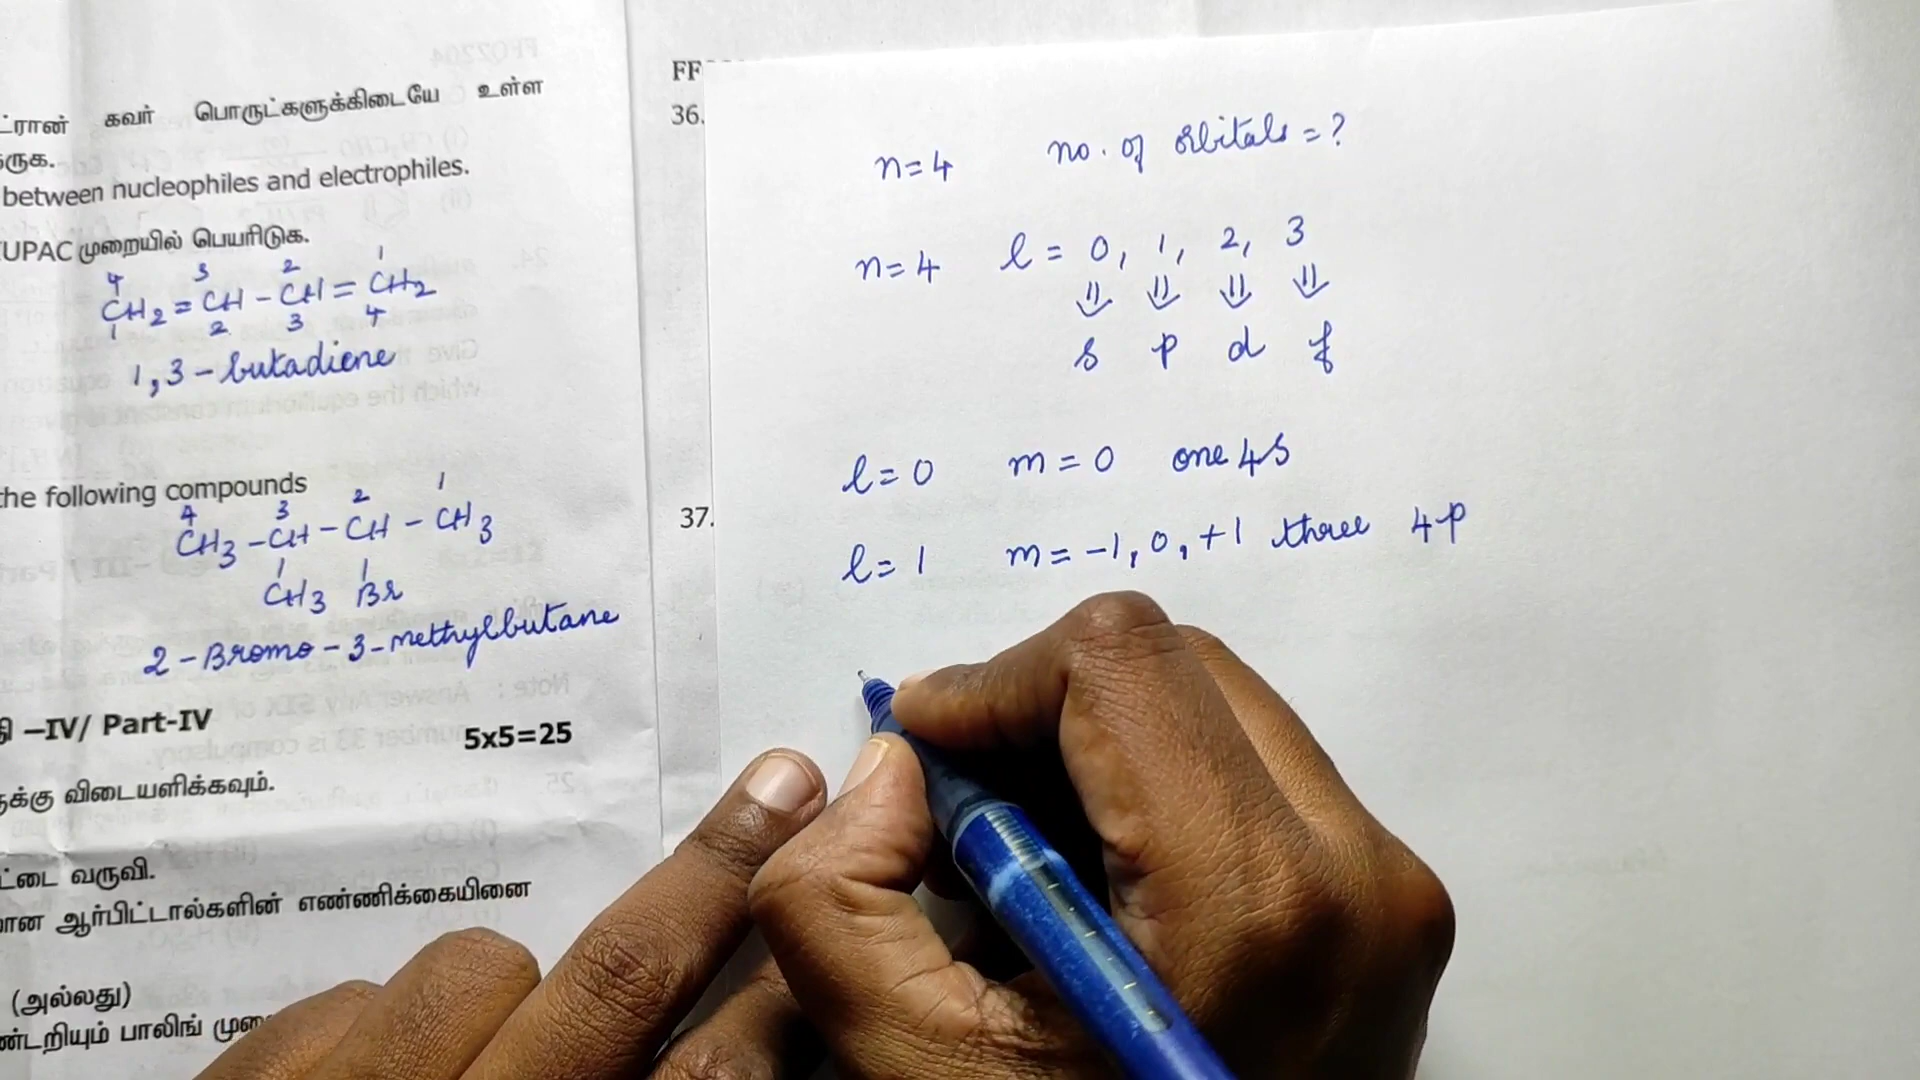 கவர் பொருட்களுக்கிடையே உள்ள
between nucleophiles and electrophiles.
IUPAC முறையில் பெயரிடுக.
4 3 2 1
CH2 = CH - CH = CH2
1 2 3 4
1,3 - butadiene
the following compounds
4 3 2 1
CH3 - CH - CH - CH3
CH3 Br
2 - Bromo - 3 - methylbutane
–IV/ Part-IV
5x5=25
விடையளிக்கவும்.
வருவி.
ஆர்பிட்டால்களின் எண்ணிக்கையினை
(அல்லது)
பாலிங்
FF
36.
n=4 no. of orbitals = ?
n=4 l = 0, 1, 2, 3
⇓ ⇓ ⇓ ⇓
s p d f
l = 0 m = 0 one 4s
37.
l = 1 m = -1, 0, +1 three 4p